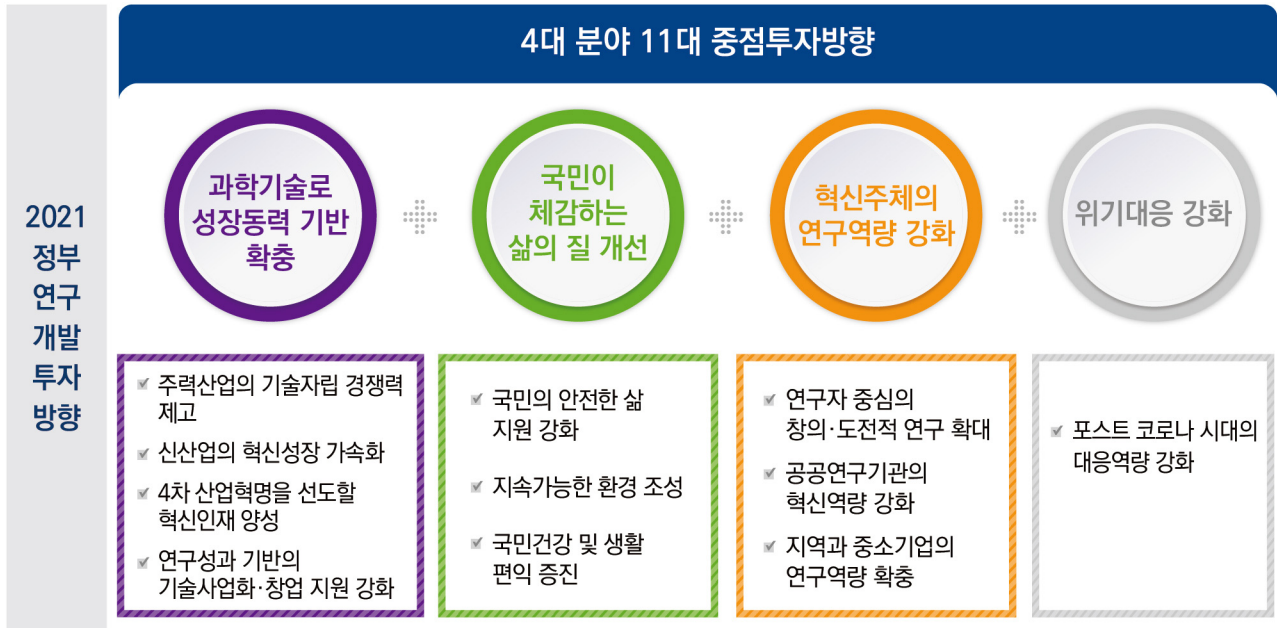 4대 분야 11대 중점투자방향
2021
정부
연구
개발
투자
방향
과학기술로
성장동력 기반
확충
국민이
체감하는
삶의 질 개선
혁신주체의
연구역량 강화
위기대응 강화
주력산업의 기술자립 경쟁력
제고
신산업의 혁신성장 가속화
4차 산업혁명을 선도할
혁신인재 양성
연구성과 기반의
기술사업화·창업 지원 강화
국민의 안전한 삶
지원 강화
지속가능한 환경 조성
국민건강 및 생활
편익 증진
연구자 중심의
창의·도전적 연구 확대
공공연구기관의
혁신역량 강화
지역과 중소기업의
연구역량 확충
포스트 코로나 시대의
대응역량 강화